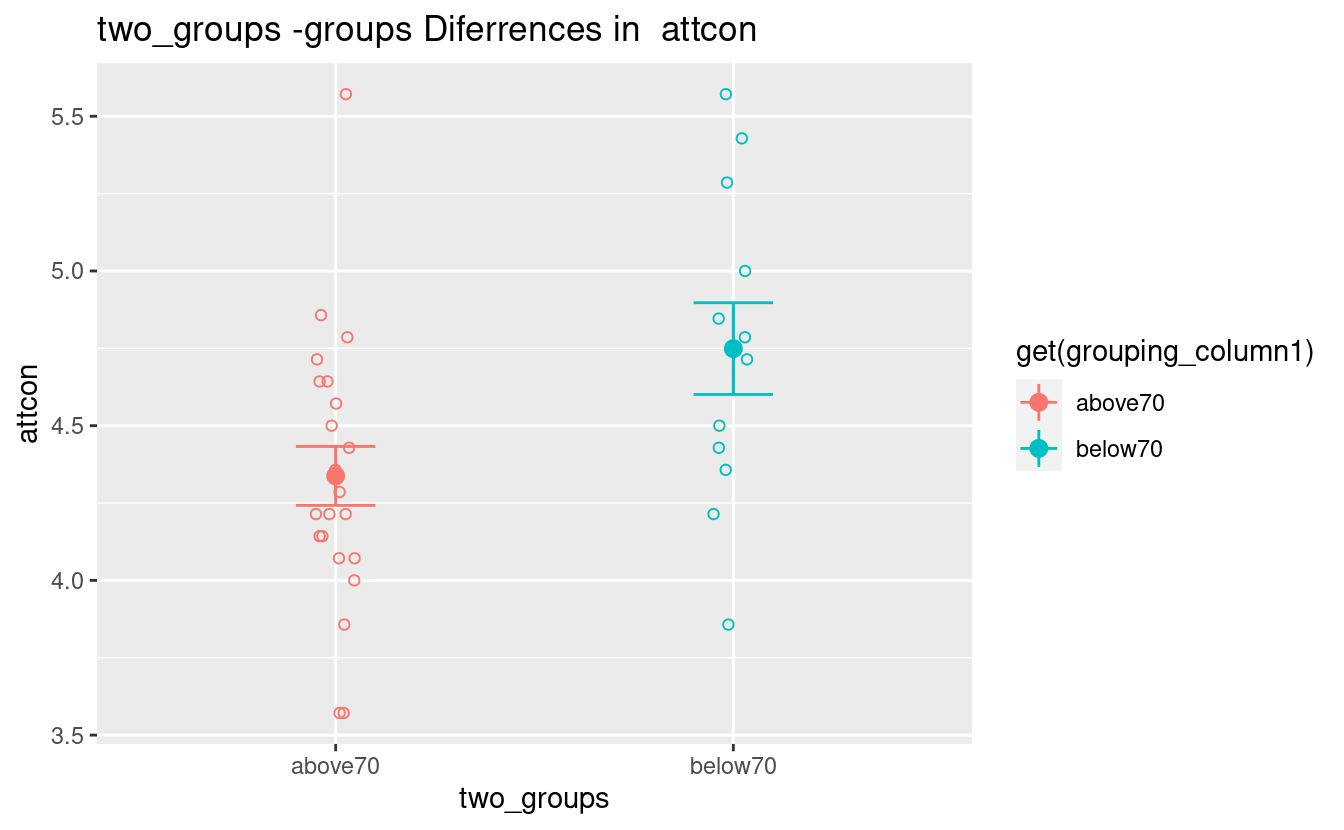 two_groups -groups Diferrences in  attcon
5.5
5.0
4.5
4.0
3.5
attcon
above70
below70
two_groups
get(grouping_column1)
above70
below70